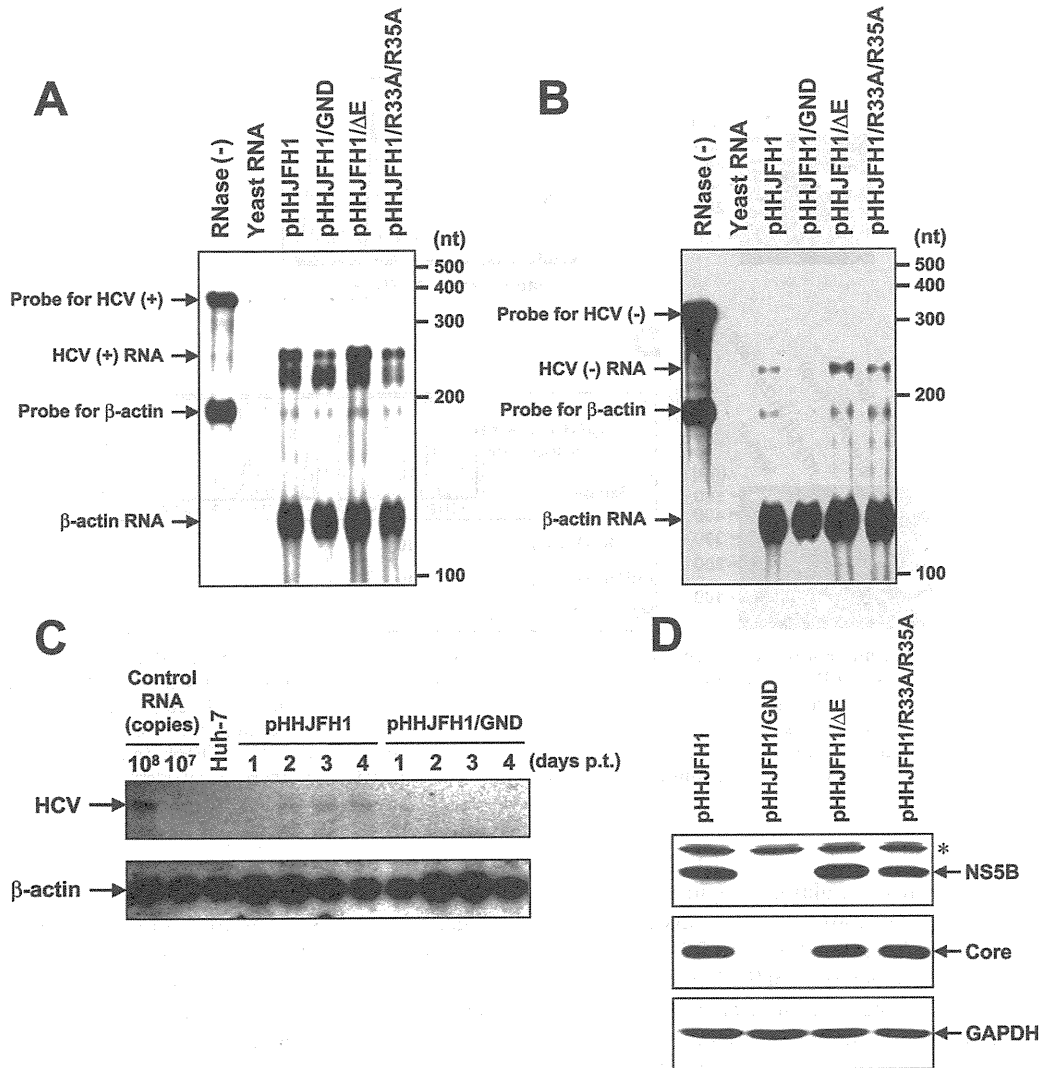 A
RNase (-)
Yeast RNA
pHHJFH1
pHHJFH1/GND
pHHJFH1/ΔE
pHHJFH1/R33A/R35A
(nt)
500
400
300
200
100
Probe for HCV (+)
HCV (+) RNA
Probe for β-actin
β-actin RNA
B
RNase (-)
Yeast RNA
pHHJFH1
pHHJFH1/GND
pHHJFH1/ΔE
pHHJFH1/R33A/R35A
(nt)
500
400
300
200
100
Probe for HCV (-)
HCV (-) RNA
Probe for β-actin
β-actin RNA
C
Control
RNA
(copies)
10⁸ 10⁷
Huh-7
pHHJFH1
1 2 3 4
pHHJFH1/GND
1 2 3 4 (days p.t.)
HCV
β-actin
D
pHHJFH1
pHHJFH1/GND
pHHJFH1/ΔE
pHHJFH1/R33A/R35A
*
NS5B
Core
GAPDH